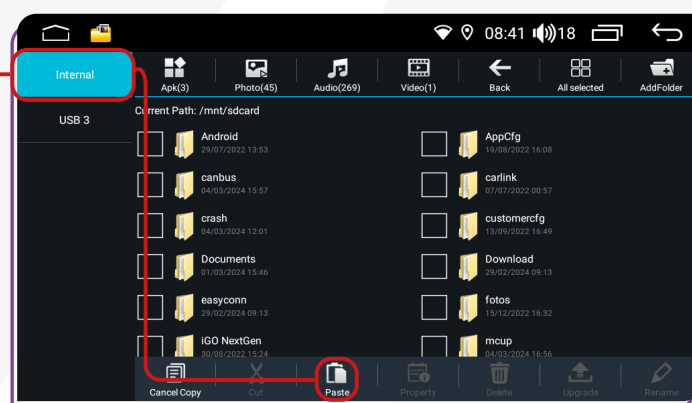 08:41 18
Internal
USB 3
Apk(3) Photo(45) Audio(269) Video(1) Back All selected AddFolder
Current Path: /mnt/sdcard
Android
29/07/2022 13:53
AppCfg
19/08/2022 16:08
canbus
04/03/2024 15:57
carlink
07/07/2022 00:57
crash
04/03/2024 12:01
customercfg
13/09/2022 16:49
Documents
01/03/2024 15:46
Download
29/02/2024 09:13
easyconn
29/02/2024 09:13
fotos
15/12/2022 16:32
iGO NextGen
30/08/2022 15:24
mcup
04/03/2024 16:56
Cancel Copy Cut Paste Property Delete Upgrade Rename